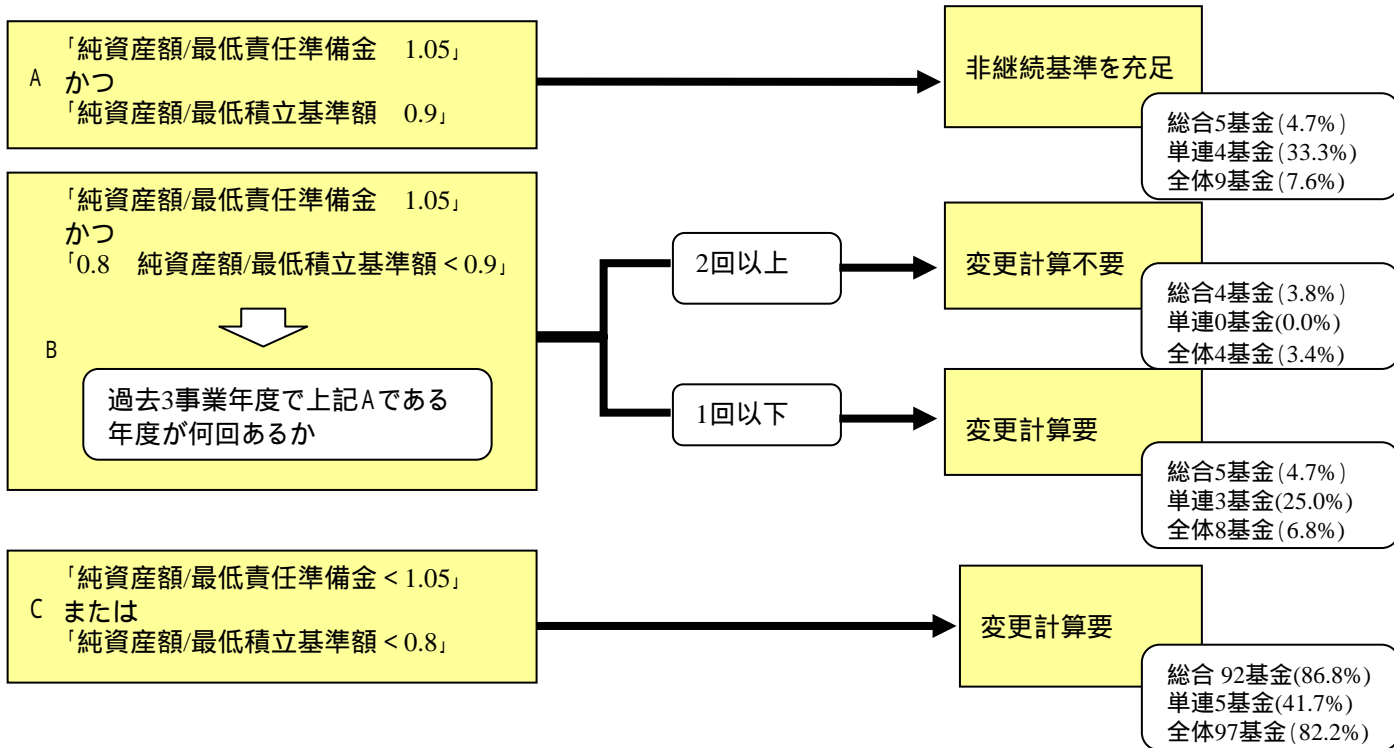 「純資産額/最低責任準備金　1.05」
A かつ
「純資産額/最低積立基準額　0.9」
非継続基準を充足
総合5基金(4.7%)
単連4基金(33.3%)
全体9基金(7.6%)
「純資産額/最低責任準備金　1.05」
かつ
「0.8　純資産額/最低積立基準額＜0.9」
B
過去3事業年度で上記Aである
年度が何回あるか
2回以上
変更計算不要
総合4基金(3.8%)
単連0基金(0.0%)
全体4基金(3.4%)
1回以下
変更計算要
総合5基金(4.7%)
単連3基金(25.0%)
全体8基金(6.8%)
「純資産額/最低責任準備金＜1.05」
C または
「純資産額/最低積立基準額＜0.8」
変更計算要
総合 92基金(86.8%)
単連5基金(41.7%)
全体97基金(82.2%)